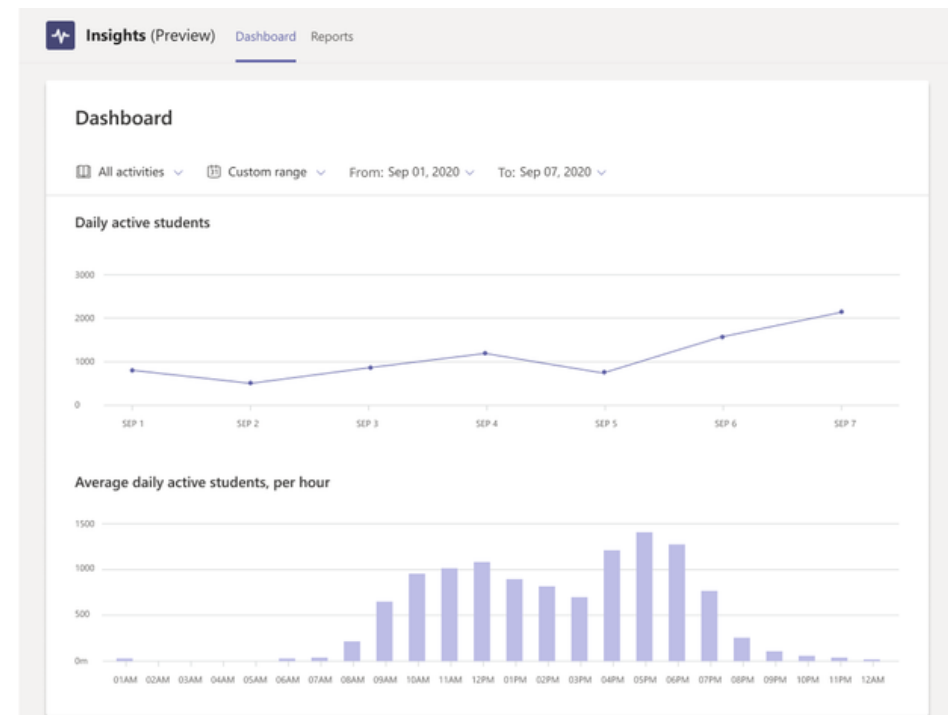 Insights (Preview) Dashboard Reports
Dashboard
All activities Custom range From: Sep 01, 2020 To: Sep 07, 2020
Daily active students
3000
2000
1000
0
SEP 1 SEP 2 SEP 3 SEP 4 SEP 5 SEP 6 SEP 7
Average daily active students, per hour
1500
1000
500
0m
01AM 02AM 03AM 04AM 05AM 06AM 07AM 08AM 09AM 10AM 11AM 12PM 01PM 02PM 03PM 04PM 05PM 06PM 07PM 08PM 09PM 10PM 11PM 12AM